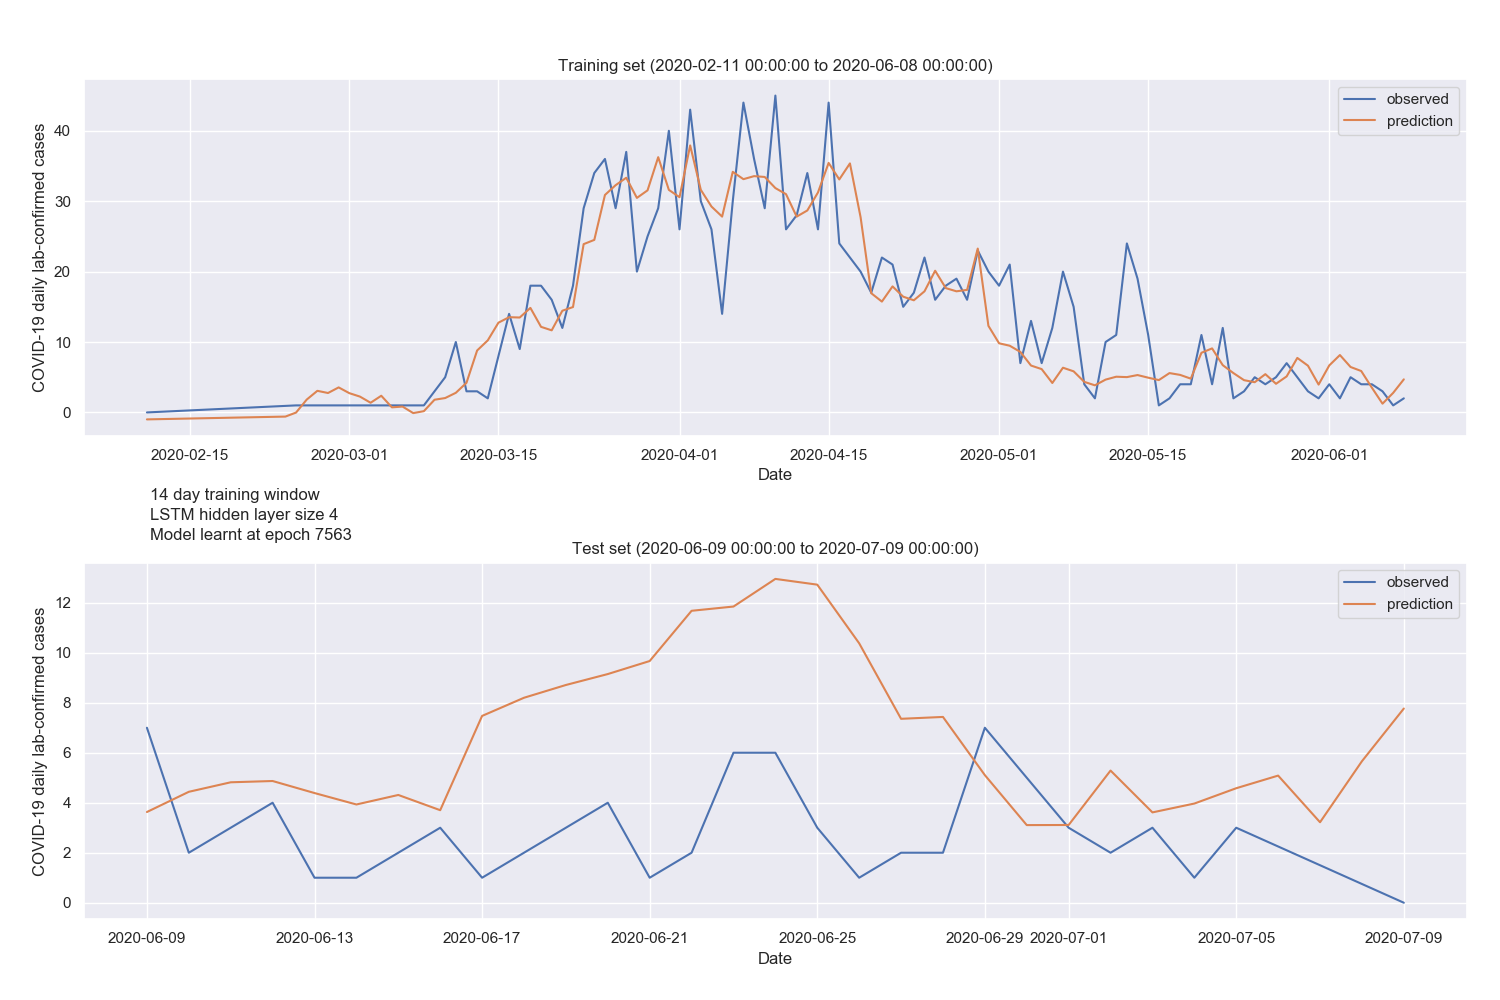 Training set (2020-02-11 00:00:00 to 2020-06-08 00:00:00)
observed
prediction
COVID-19 daily lab-confirmed cases
40
30
20
10
0
2020-02-15 2020-03-01 2020-03-15 2020-04-01 2020-04-15 2020-05-01 2020-05-15 2020-06-01
Date
14 day training window
LSTM hidden layer size 4
Model learnt at epoch 7563
Test set (2020-06-09 00:00:00 to 2020-07-09 00:00:00)
observed
prediction
COVID-19 daily lab-confirmed cases
12
10
8
6
4
2
0
2020-06-09 2020-06-13 2020-06-17 2020-06-21 2020-06-25 2020-06-29 2020-07-01 2020-07-05 2020-07-09
Date